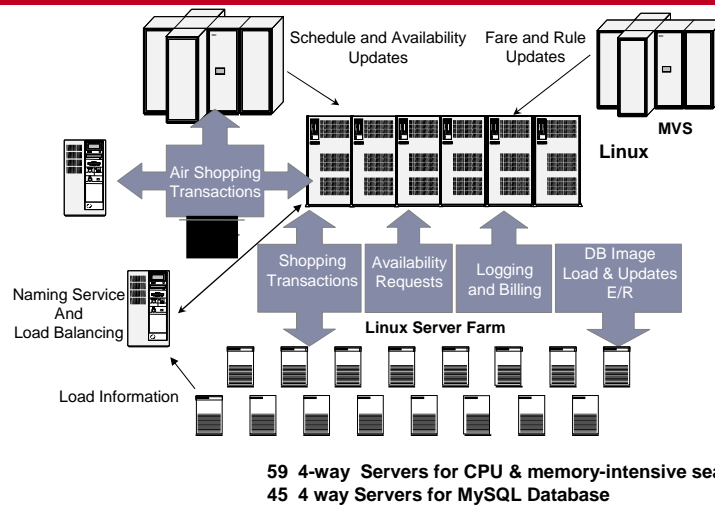 Schedule and Availability
Updates
Fare and Rule
Updates
MVS
Linux
Air Shopping
Transactions
Shopping
Transactions
Availability
Requests
Logging
and Billing
DB Image
Load & Updates
E/R
Naming Service
And
Load Balancing
Linux Server Farm
Load Information
59 4-way Servers for CPU & memory-intensive sea
45 4 way Servers for MySQL Database